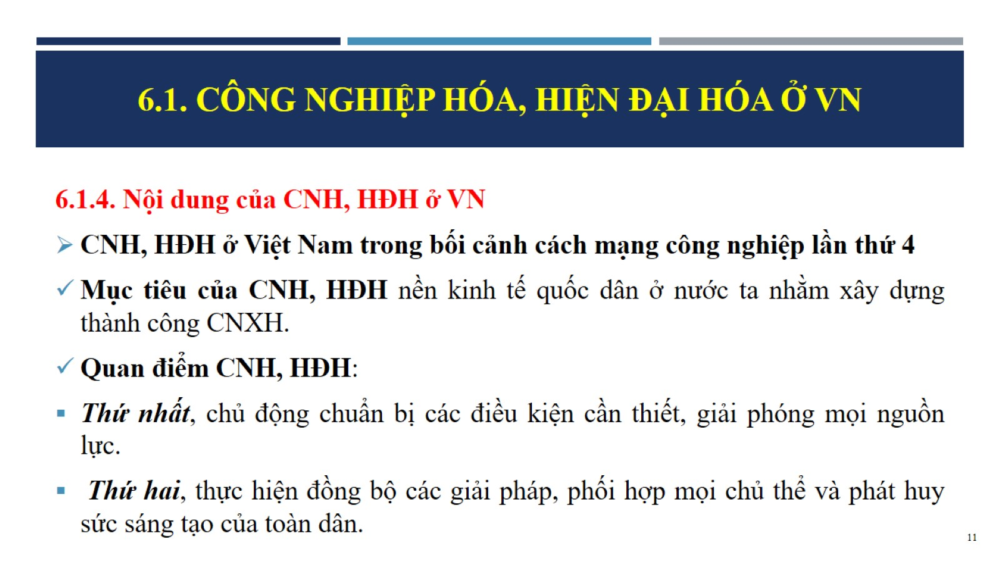 6.1. CÔNG NGHIỆP HÓA, HIỆN ĐẠI HÓA Ở VN
6.1.4. Nội dung của CNH, HĐH ở VN
CNH, HĐH ở Việt Nam trong bối cảnh cách mạng công nghiệp lần thứ 4
Mục tiêu của CNH, HĐH nền kinh tế quốc dân ở nước ta nhằm xây dựng
thành công CNXH.
Quan điểm CNH, HĐH:
Thứ nhất, chủ động chuẩn bị các điều kiện cần thiết, giải phóng mọi nguồn
lực.
Thứ hai, thực hiện đồng bộ các giải pháp, phối hợp mọi chủ thể và phát huy
sức sáng tạo của toàn dân.
11